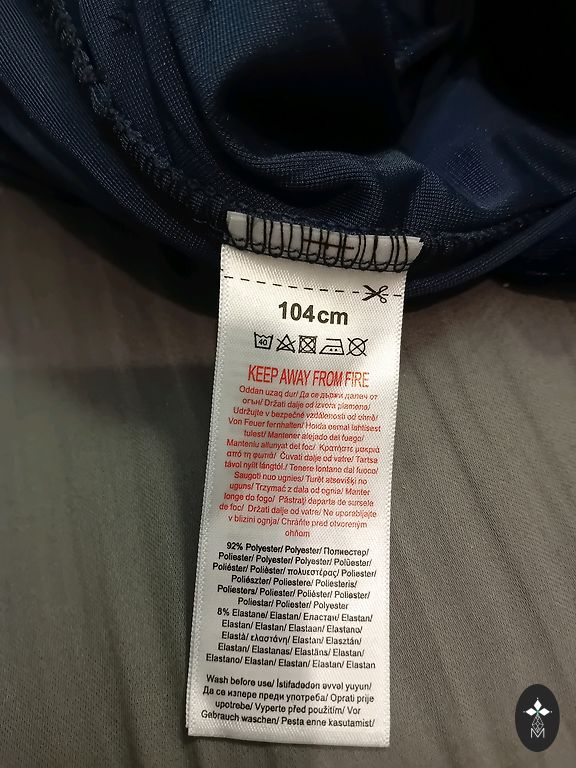 104cm
40
KEEP AWAY FROM FIRE
Oddan uzaq dur/ Да се държи далеч от
огън/ Držati dalje od izvora plamena/
Udržujte v bezpečné vzdálenosti od ohně/
Von Feuer fernhalten/ Hoida eemal lahtisest
tulest/ Mantener alejado del fuego/
Manteniu allunyat del foc/ Κρατήστε μακριά
από τη φωτιά/ Čuvati dalje od vatre/ Tartsa
távol nyílt lángtól./ Tenere lontano dal fuoco/
Saugoti nuo ugnies/ Turēt atsevišķi no
uguns/ Trzymać z dala od ognia/ Manter
longe do fogo/ Păstraţi departe de sursele
de foc/ Držati dalje od vatre/ Ne uporabljajte
v bližini ognja/ Chráňte pred otvoreným
ohňom
92% Polyester/ Polyester/ Полиестер/
Poliester/ Polyester/ Polyester/ Polüester/
Poliéster/ Polièster/ πολυεστέρας/ Poliester/
Poliészter/ Poliestere/ Poliesteris/
Poliesters/ Poliester/ Poliéster/ Poliester/
Poliestar/ Poliester/ Polyester
8% Elastane/ Elastan/ Еластан/ Elastan/
Elastan/ Elastan/ Elastaan/ Elastano/
Elastà/ ελαστάνη/ Elastan/ Elasztán/
Elastan/ Elastanas/ Elastāns/ Elastan/
Elastano/ Elastan/ Elastan/ Elastan/ Elastan
Wash before use/ İstifadədən əvvəl yuyun/
Да се изпере преди употреба/ Oprati prije
upotrebe/ Vyperte před použitím/ Vor
Gebrauch waschen/ Pesta enne kasutamist/
M